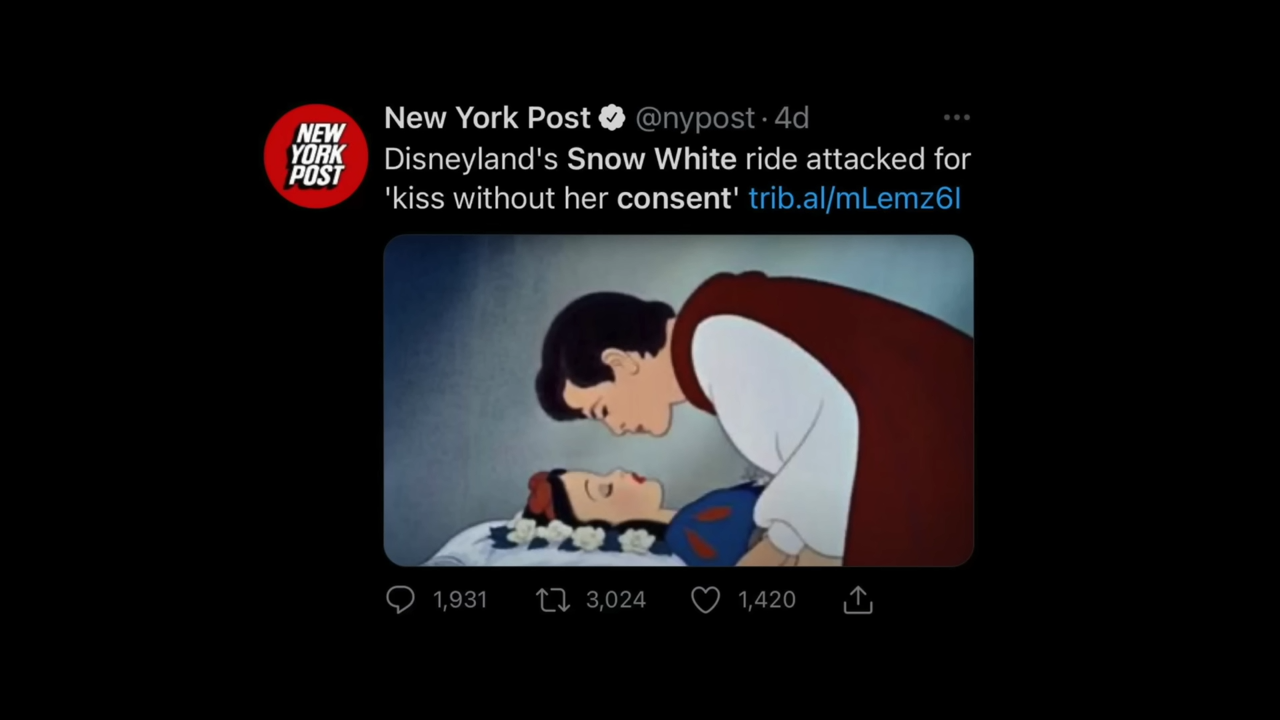 NEW
YORK
POST
New York Post @nypost · 4d
Disneyland's Snow White ride attacked for
'kiss without her consent' trib.al/mLemz6I
1,931 3,024 1,420